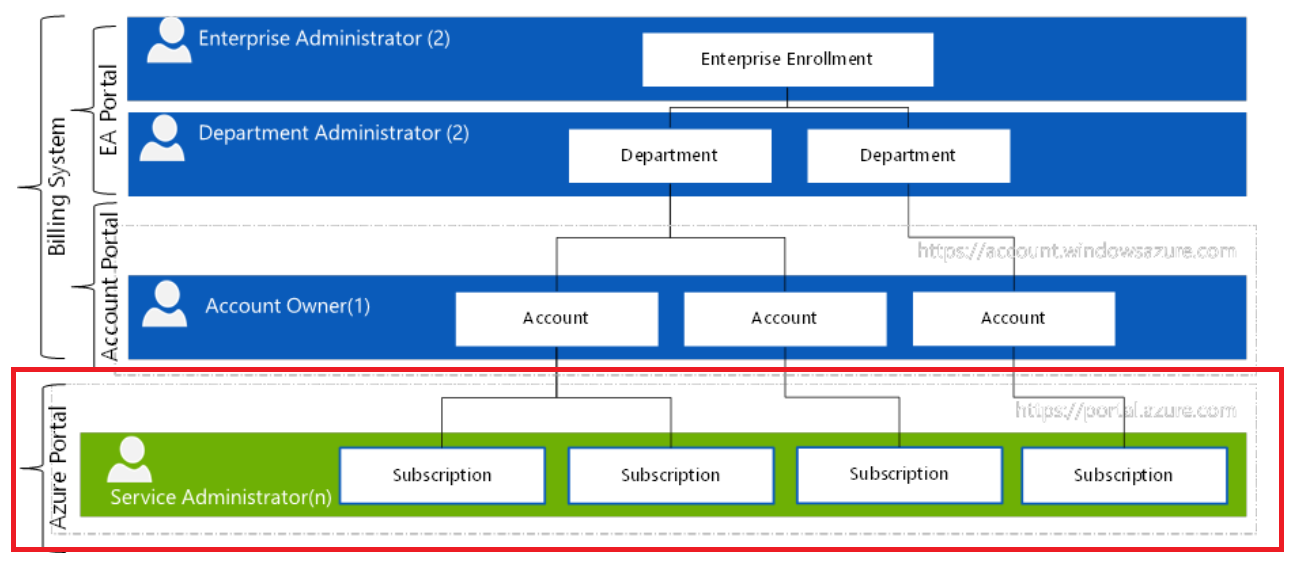 Enterprise Administrator (2)
Enterprise Enrollment
EA Portal
Department Administrator (2)
Department
Department
Billing System
Account Portal
https://account.windowsazure.com
Account Owner(1)
Account
Account
Account
https://portal.azure.com
Azure Portal
Service Administrator(n)
Subscription
Subscription
Subscription
Subscription